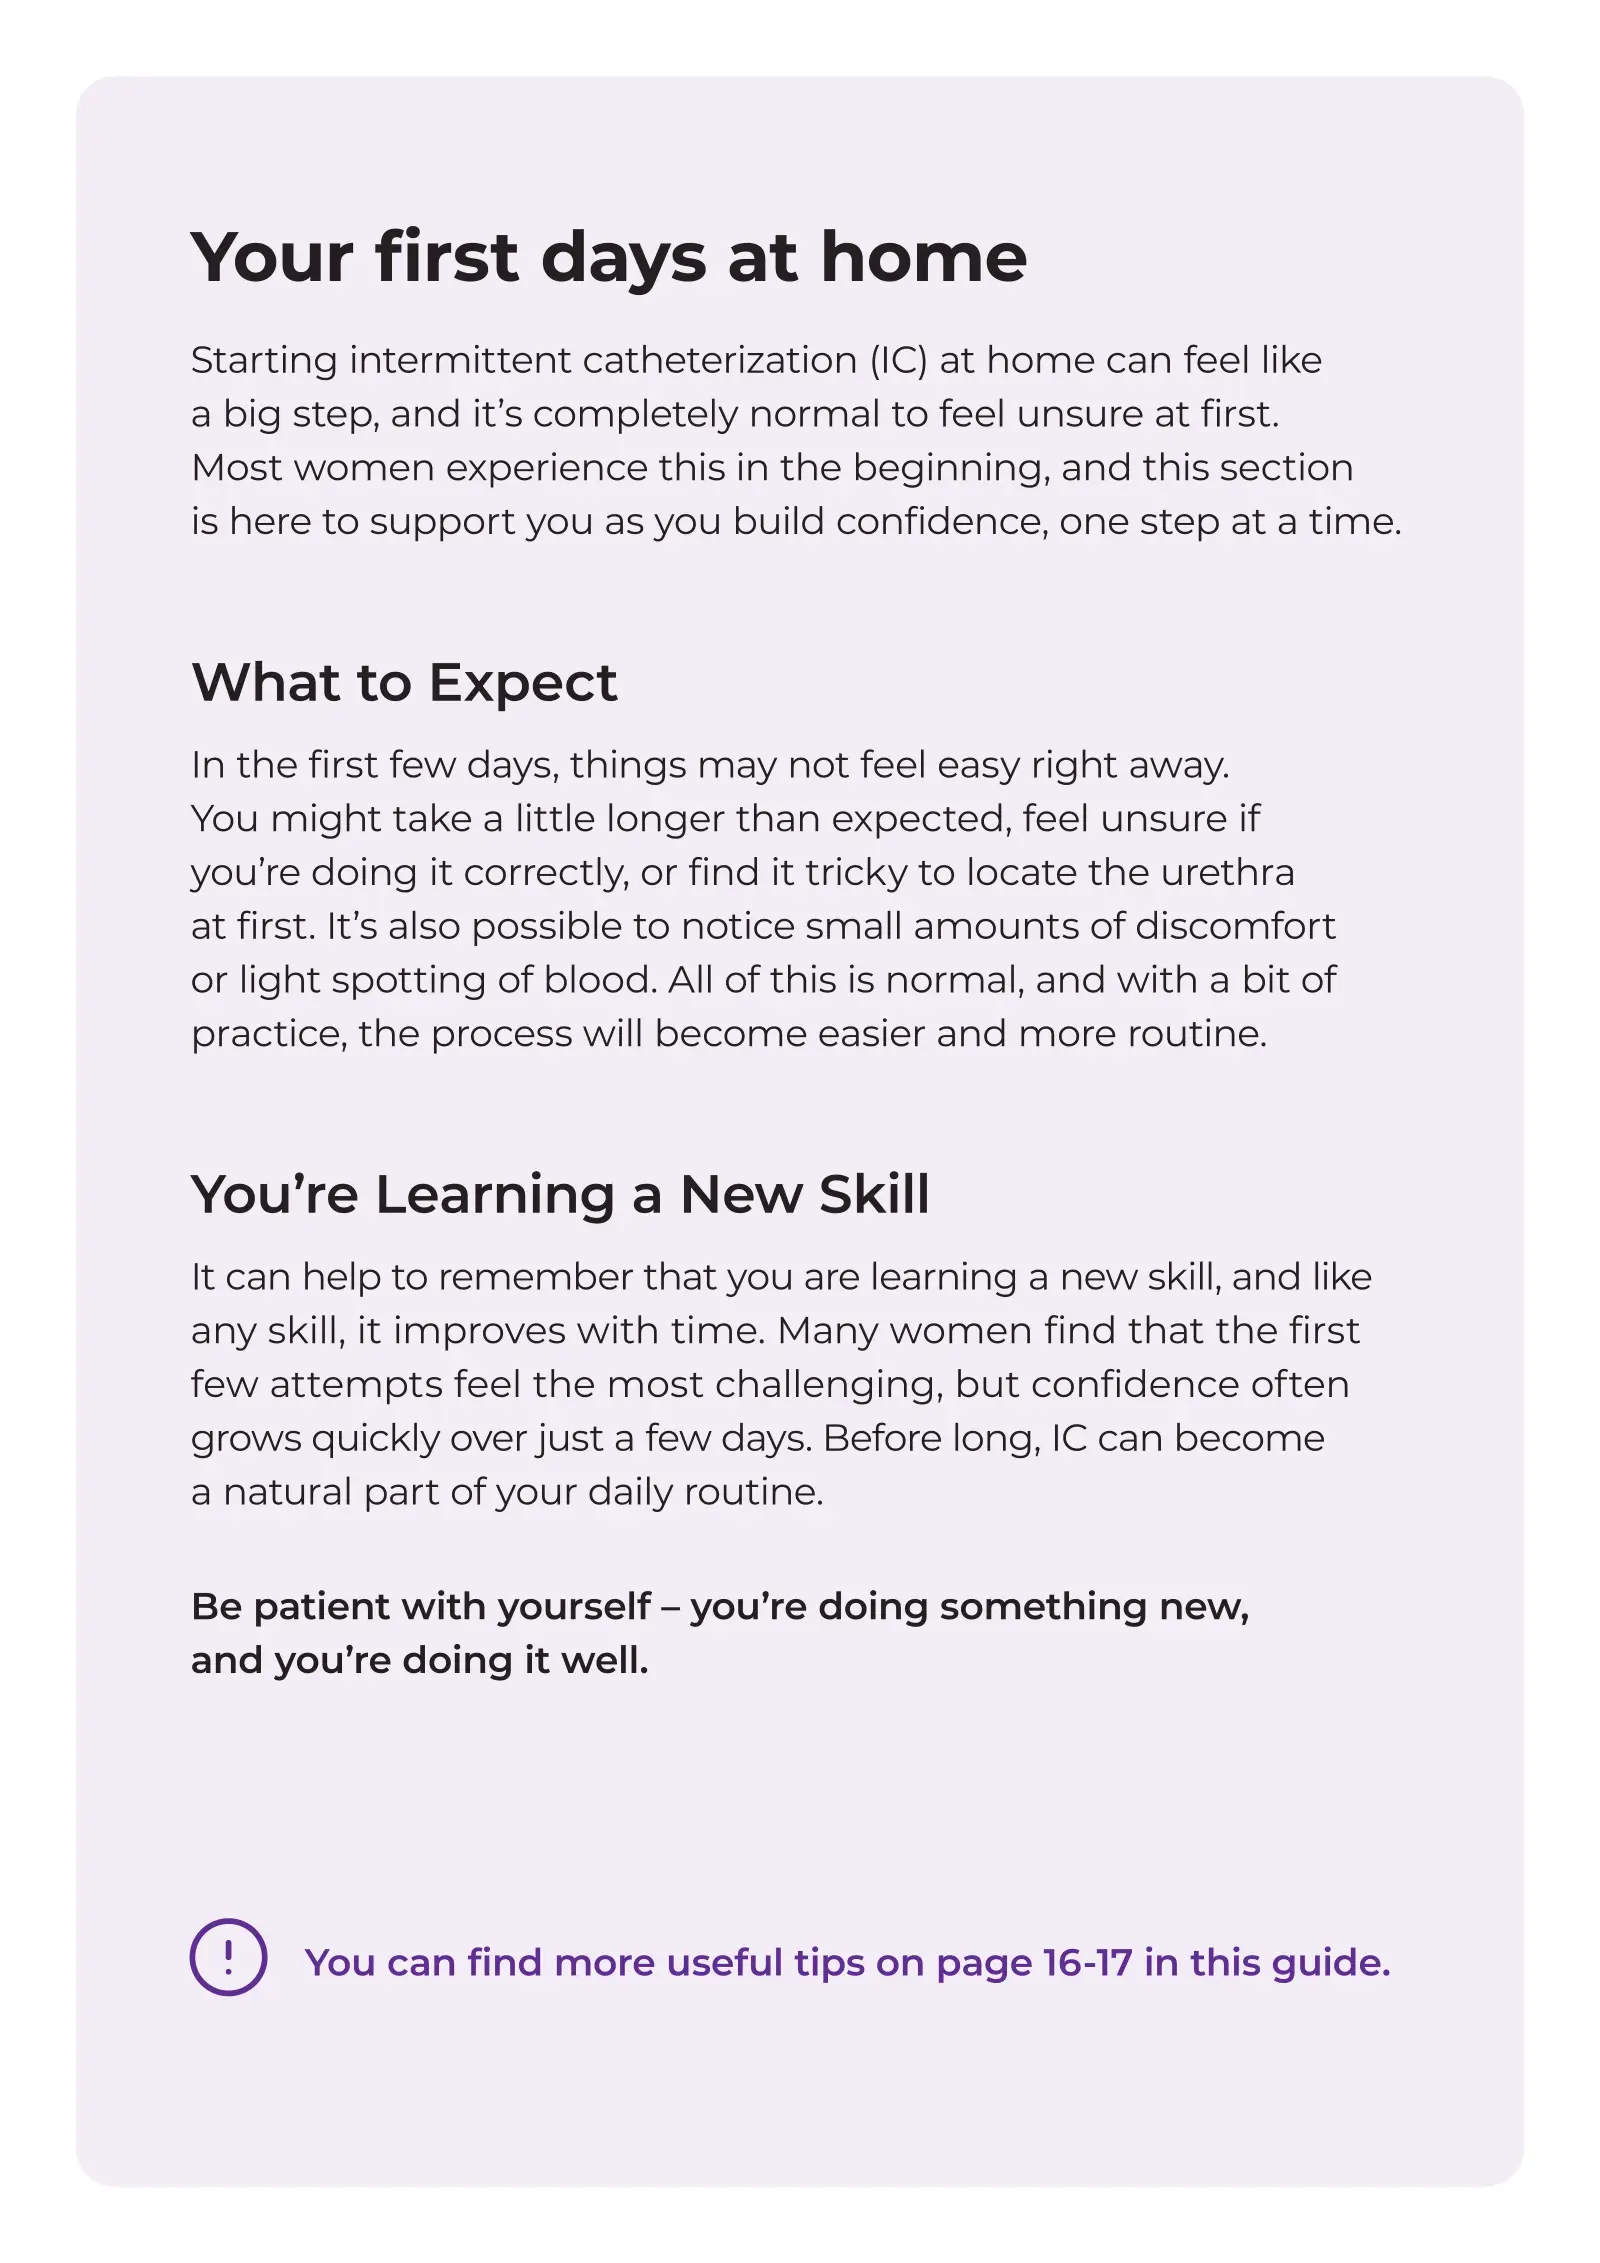 Your first days at home
Starting intermittent catheterization (IC) at home can feel like
a big step, and it’s completely normal to feel unsure at first.
Most women experience this in the beginning, and this section
is here to support you as you build confidence, one step at a time.
What to Expect
In the first few days, things may not feel easy right away.
You might take a little longer than expected, feel unsure if
you’re doing it correctly, or find it tricky to locate the urethra
at first. It’s also possible to notice small amounts of discomfort
or light spotting of blood. All of this is normal, and with a bit of
practice, the process will become easier and more routine.
You’re Learning a New Skill
It can help to remember that you are learning a new skill, and like
any skill, it improves with time. Many women find that the first
few attempts feel the most challenging, but confidence often
grows quickly over just a few days. Before long, IC can become
a natural part of your daily routine.
Be patient with yourself – you’re doing something new,
and you’re doing it well.
! You can find more useful tips on page 16-17 in this guide.